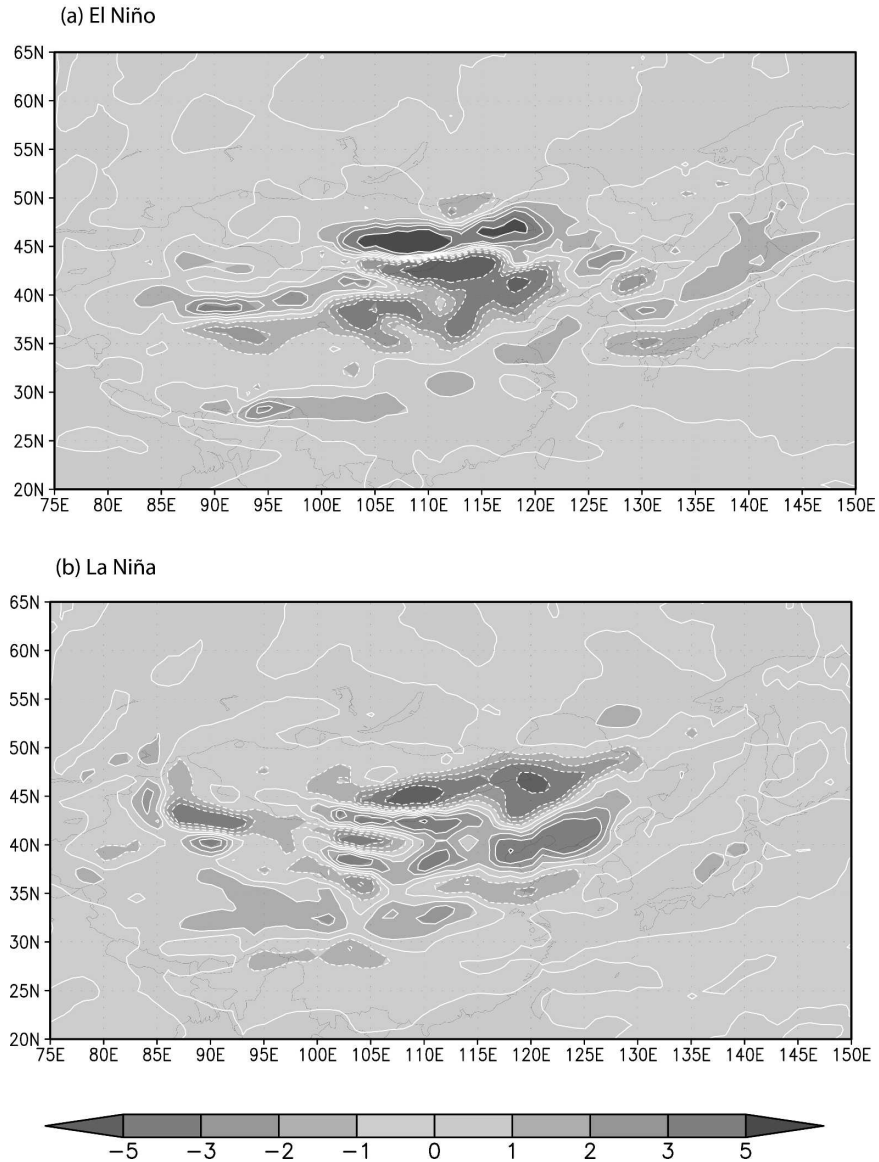 (a) El Niño
65N
60N
55N
50N
45N
40N
35N
30N
25N
20N
75E 80E 85E 90E 95E 100E 105E 110E 115E 120E 125E 130E 135E 140E 145E 150E
(b) La Niña
65N
60N
55N
50N
45N
40N
35N
30N
25N
20N
75E 80E 85E 90E 95E 100E 105E 110E 115E 120E 125E 130E 135E 140E 145E 150E
−5 −3 −2 −1 0 1 2 3 5